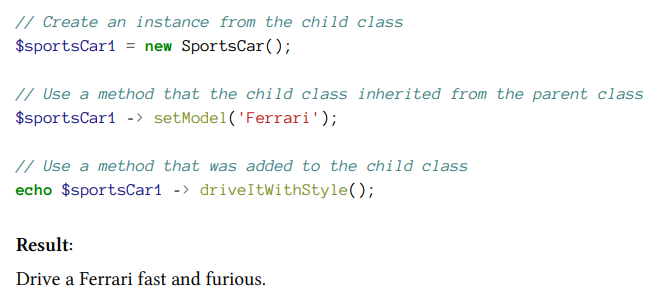 // Create an instance from the child class
$sportsCar1 = new SportsCar();
// Use a method that the child class inherited from the parent class
$sportsCar1 -> setModel('Ferrari');
// Use a method that was added to the child class
echo $sportsCar1 -> driveItWithStyle();
Result:
Drive a Ferrari fast and furious.